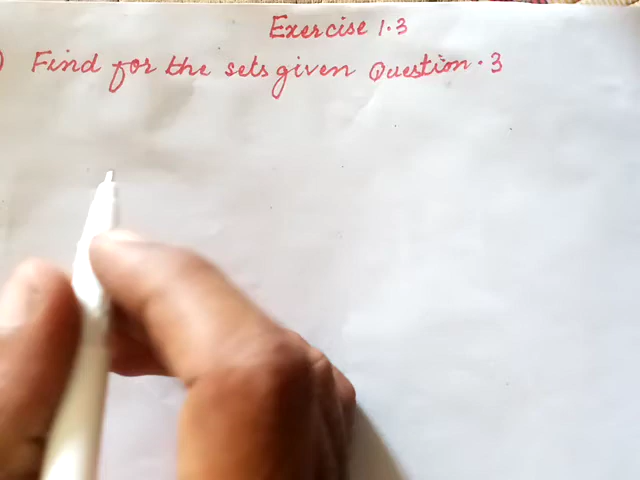 Exercise 1.3
) Find for the sets given Question.3